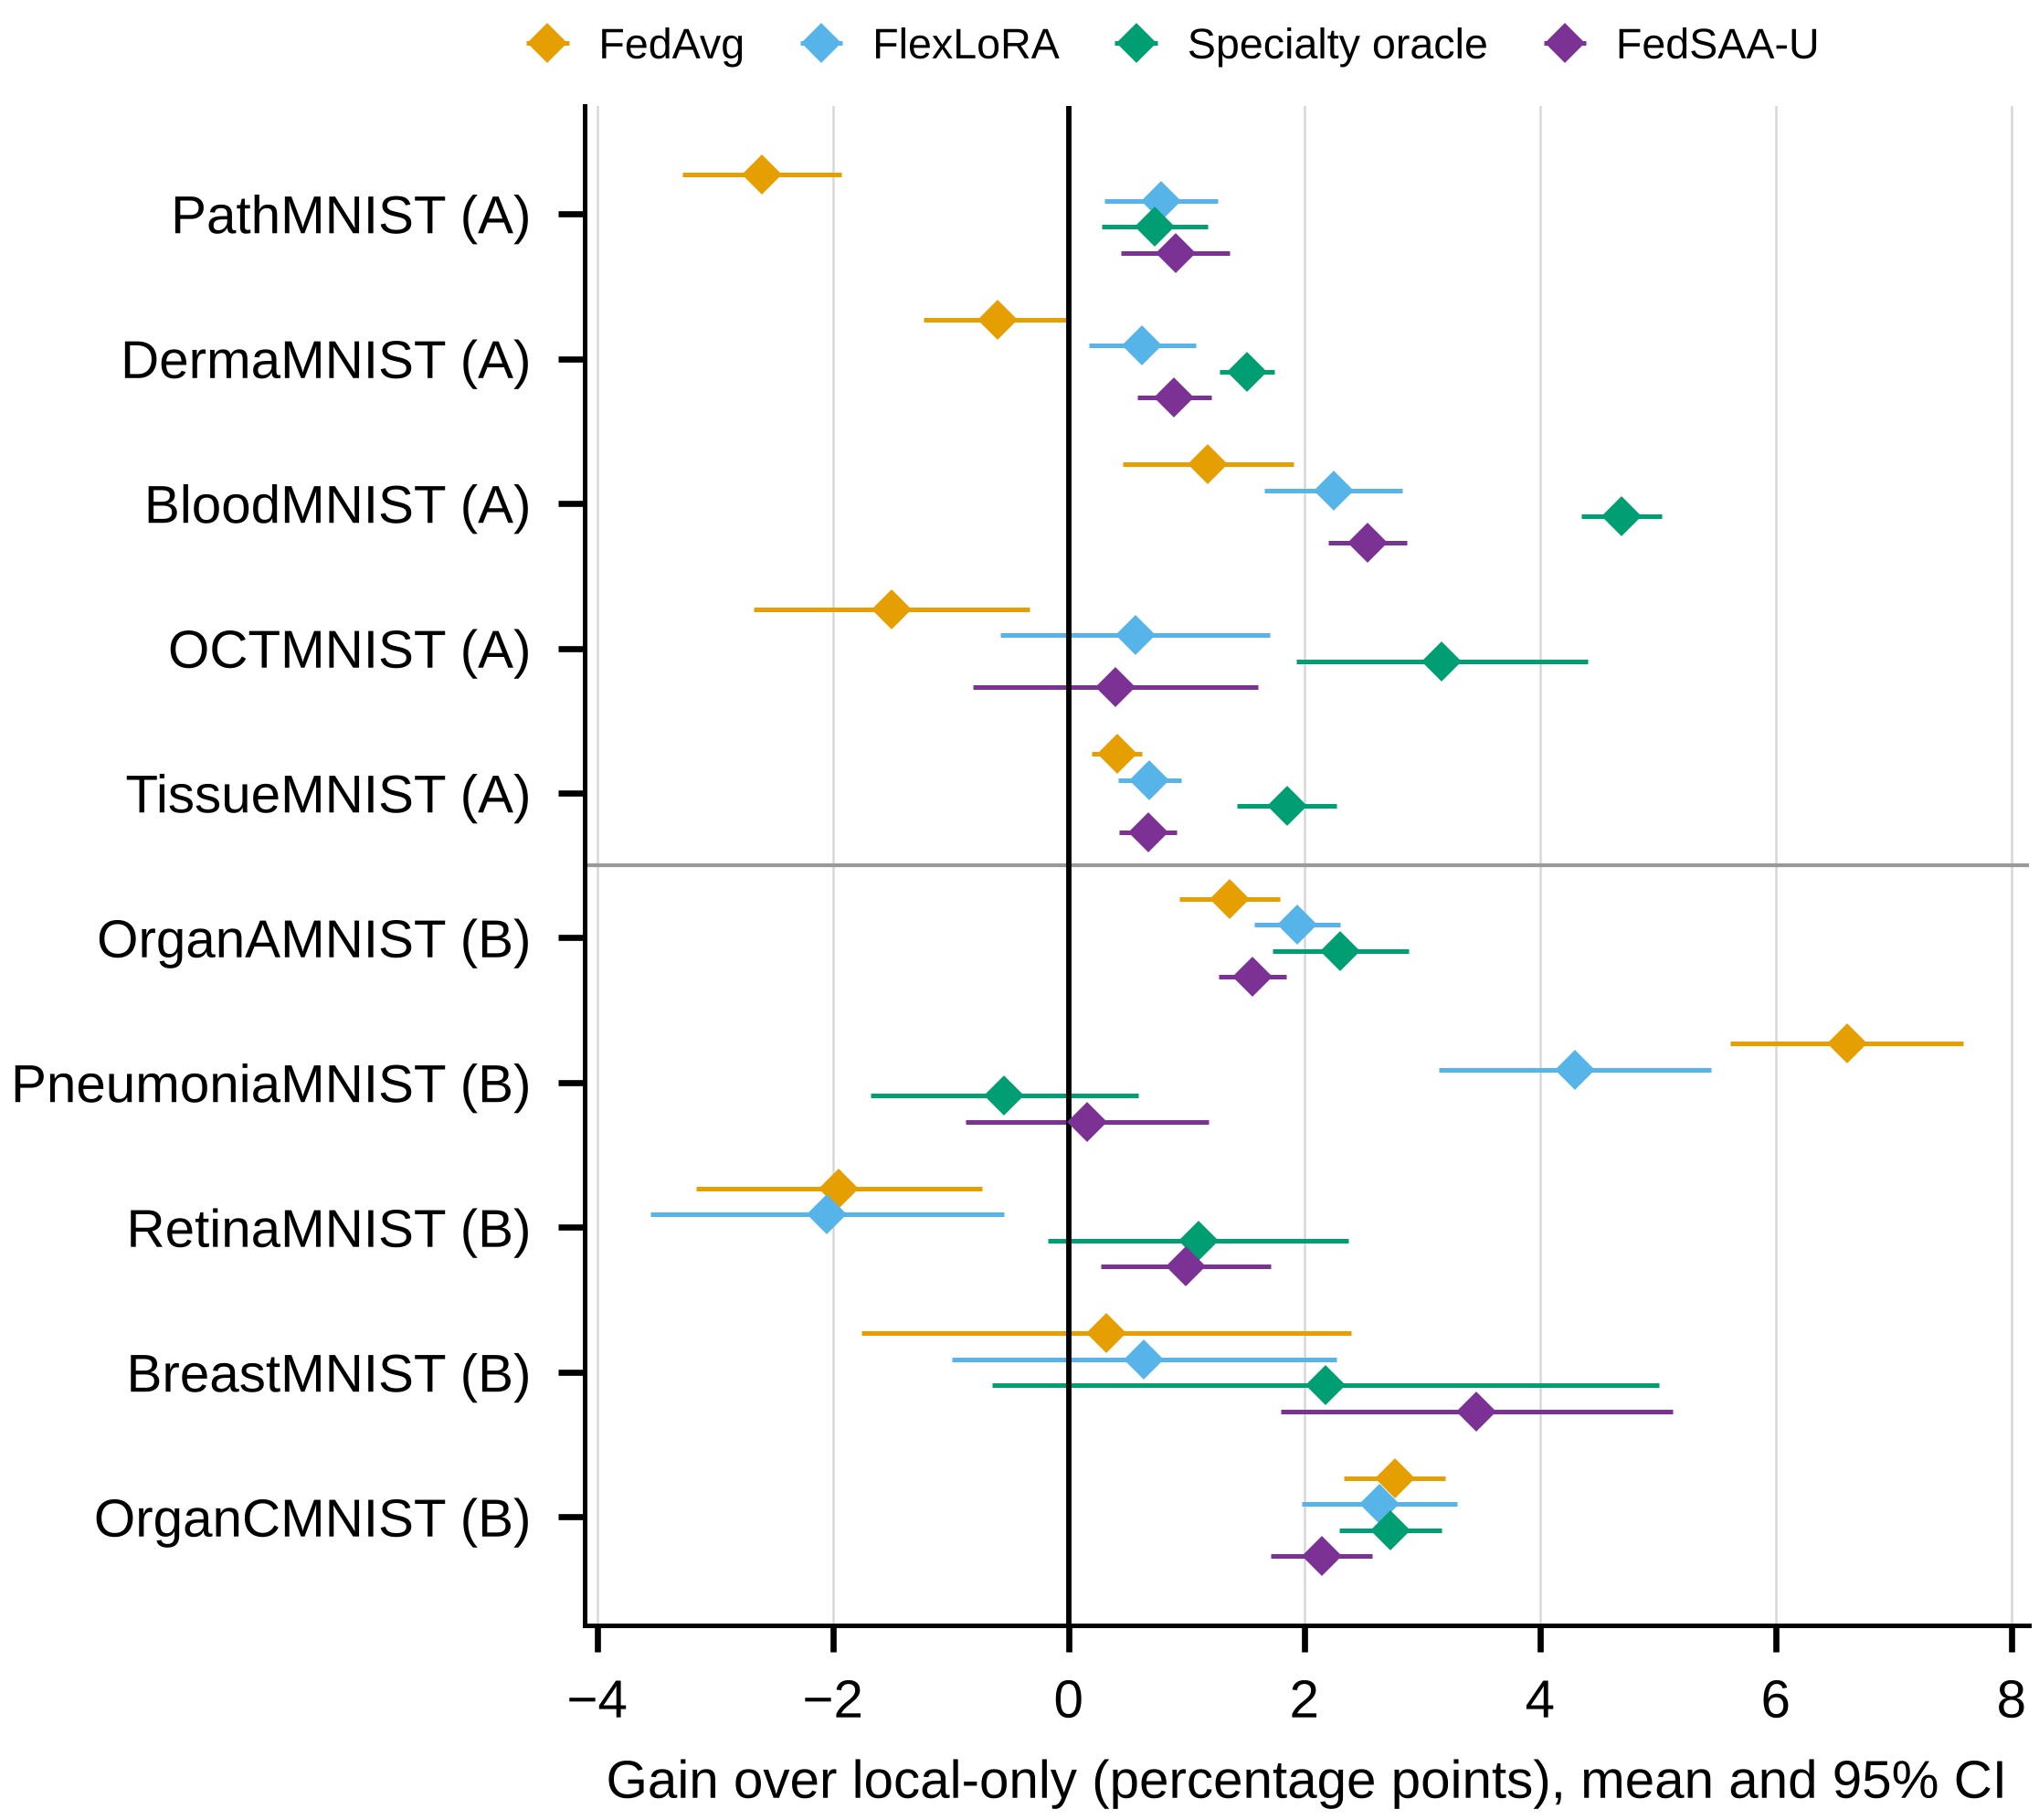 FedAvg FlexLoRA Specialty oracle FedSAA-U
PathMNIST (A)
DermaMNIST (A)
BloodMNIST (A)
OCTMNIST (A)
TissueMNIST (A)
OrganAMNIST (B)
PneumoniaMNIST (B)
RetinaMNIST (B)
BreastMNIST (B)
OrganCMNIST (B)
−4 −2 0 2 4 6 8
Gain over local-only (percentage points), mean and 95% CI